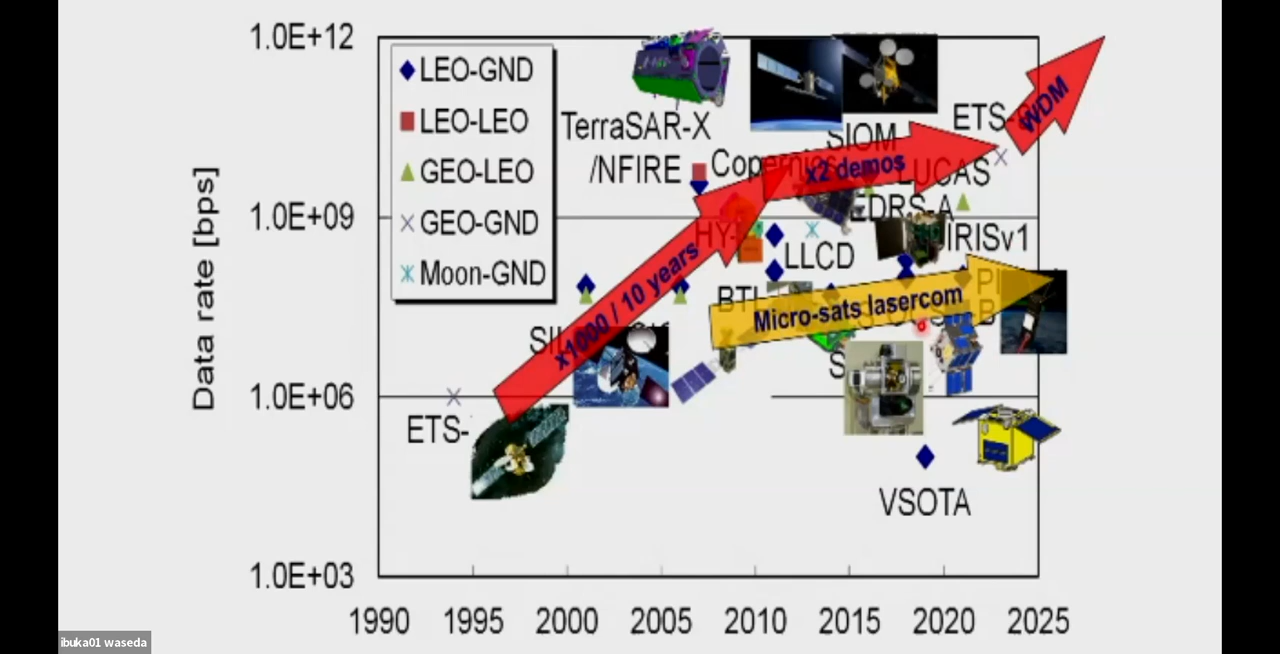 1.0E+12
1.0E+09
1.0E+06
1.0E+03
Data rate [bps]
LEO-GND
LEO-LEO
GEO-LEO
GEO-GND
Moon-GND
TerraSAR-X
/NFIRE
SIOM
ETS-
WDM
x2 demos
LUCAS
EDRS-A
LLCD
IRISv1
x1000 / 10 years
Micro-sats lasercom
ETS-
VSOTA
1990 1995 2000 2005 2010 2015 2020 2025
ibuka01 waseda